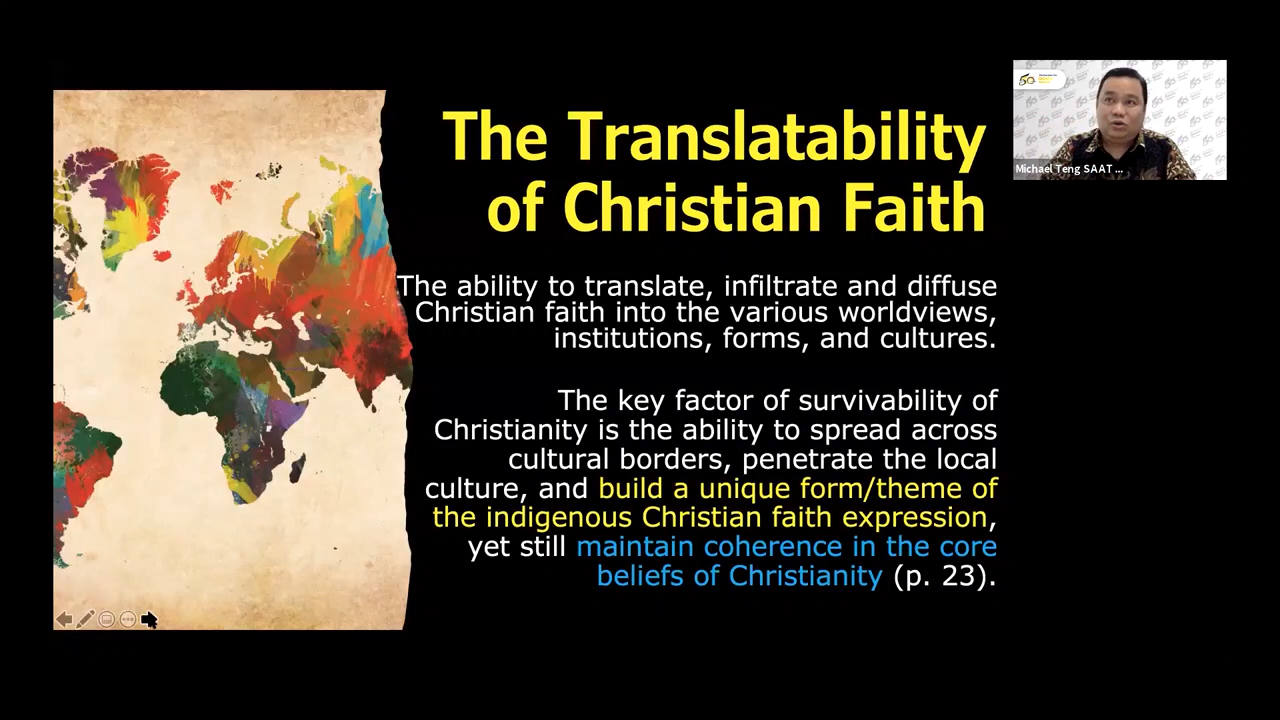 The Translatability
of Christian Faith
The ability to translate, infiltrate and diffuse
Christian faith into the various worldviews,
institutions, forms, and cultures.
The key factor of survivability of
Christianity is the ability to spread across
cultural borders, penetrate the local
culture, and build a unique form/theme of
the indigenous Christian faith expression,
yet still maintain coherence in the core
beliefs of Christianity (p. 23).
50
Michael Teng SAAT ...